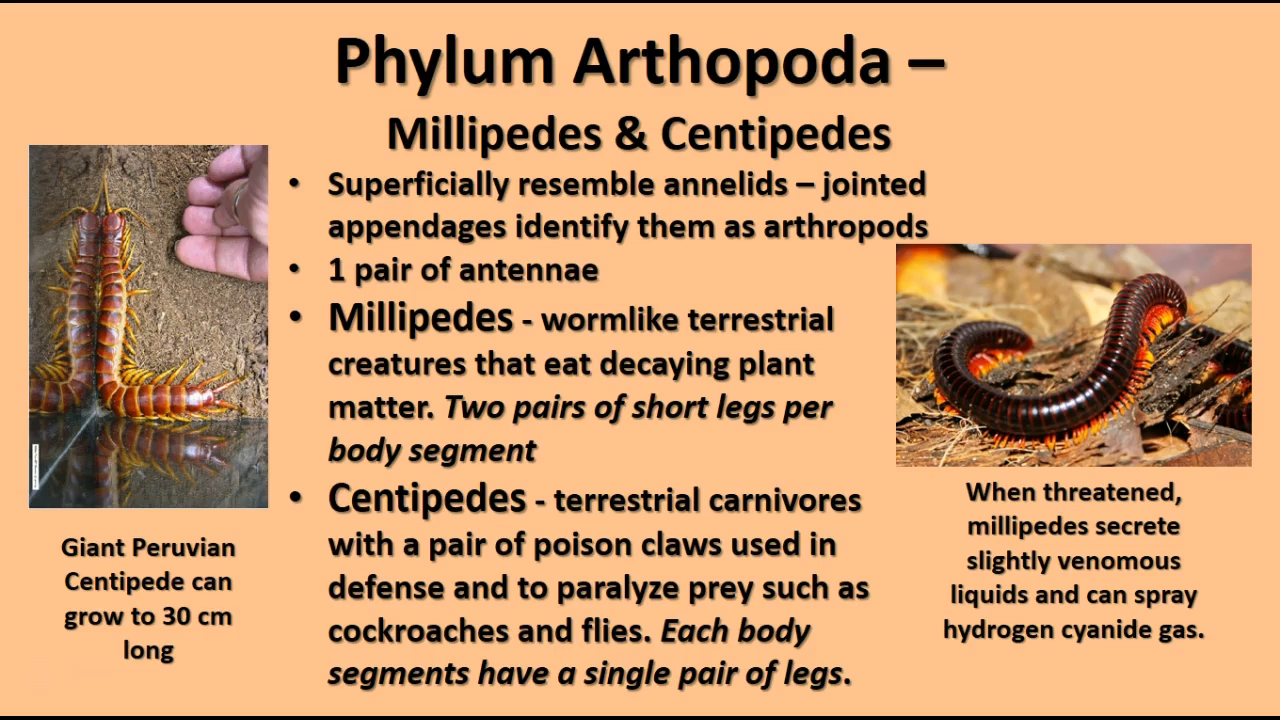 Phylum Arthopoda –
Millipedes & Centipedes
• Superficially resemble annelids – jointed
appendages identify them as arthropods
• 1 pair of antennae
• Millipedes - wormlike terrestrial
creatures that eat decaying plant
matter. Two pairs of short legs per
body segment
• Centipedes - terrestrial carnivores
with a pair of poison claws used in
defense and to paralyze prey such as
cockroaches and flies. Each body
segments have a single pair of legs.
Giant Peruvian
Centipede can
grow to 30 cm
long
When threatened,
millipedes secrete
slightly venomous
liquids and can spray
hydrogen cyanide gas.